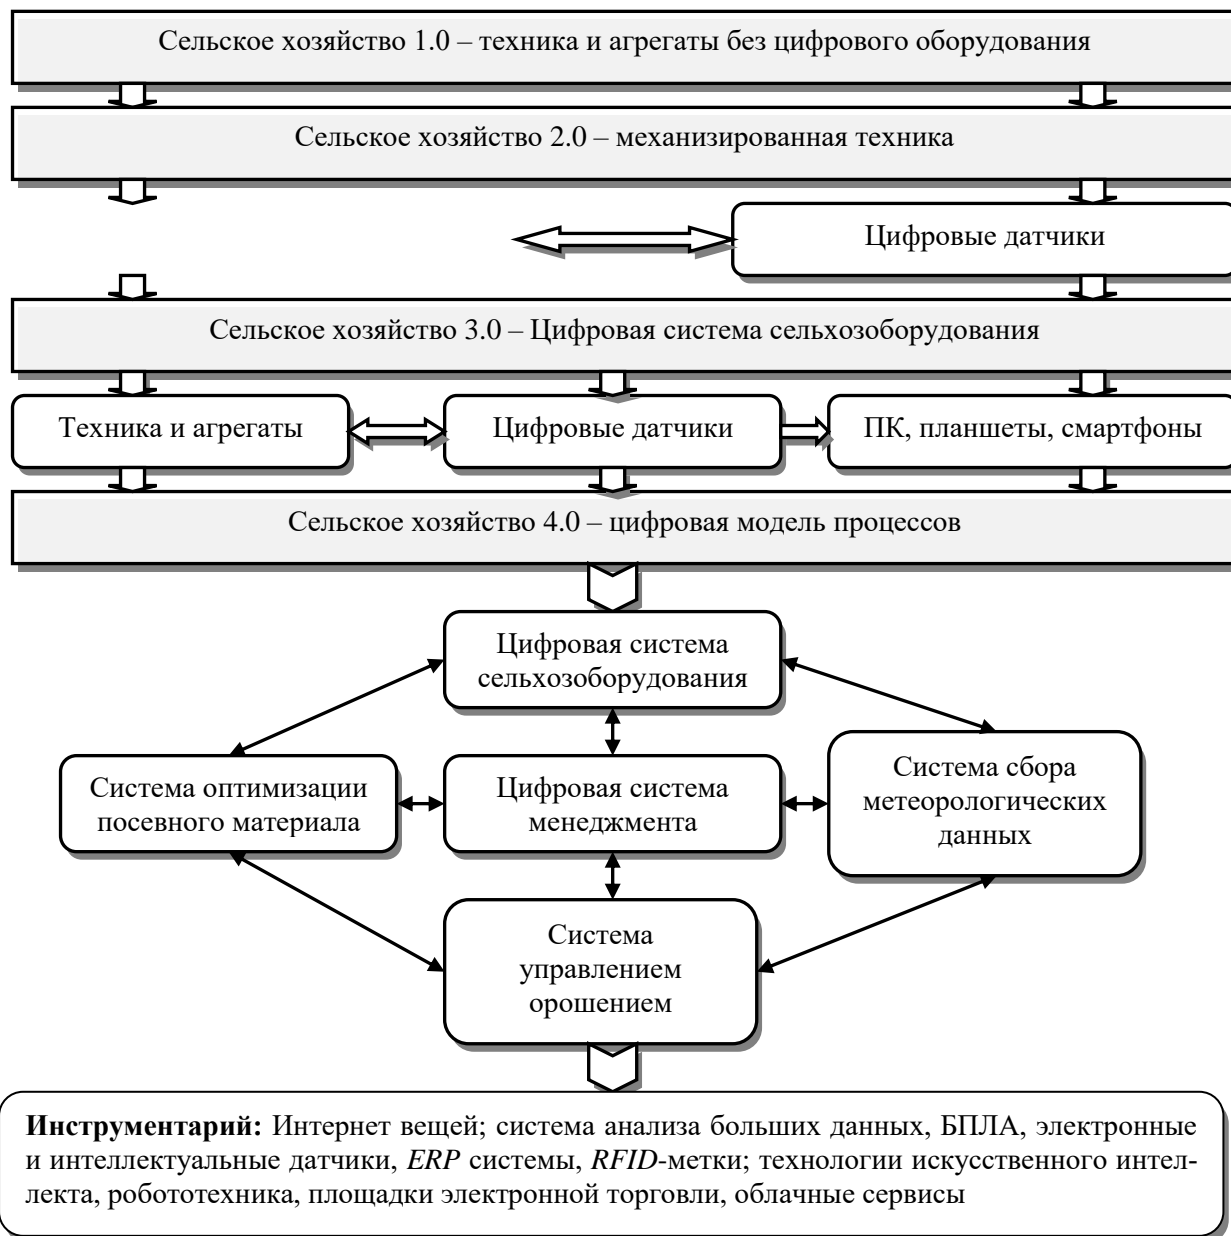 Сельское хозяйство 1.0 – техника и агрегаты без цифрового оборудования
Сельское хозяйство 2.0 – механизированная техника
Цифровые датчики
Сельское хозяйство 3.0 – Цифровая система сельхозоборудования
Техника и агрегаты
Цифровые датчики
ПК, планшеты, смартфоны
Сельское хозяйство 4.0 – цифровая модель процессов
Цифровая система
сельхозоборудования
Система оптимизации
посевного материала
Цифровая система
менеджмента
Система сбора
метеорологических
данных
Система
управлением
орошением
Инструментарий: Интернет вещей; система анализа больших данных, БПЛА, электронные
и интеллектуальные датчики, ERP системы, RFID-метки; технологии искусственного интел-
лекта, робототехника, площадки электронной торговли, облачные сервисы